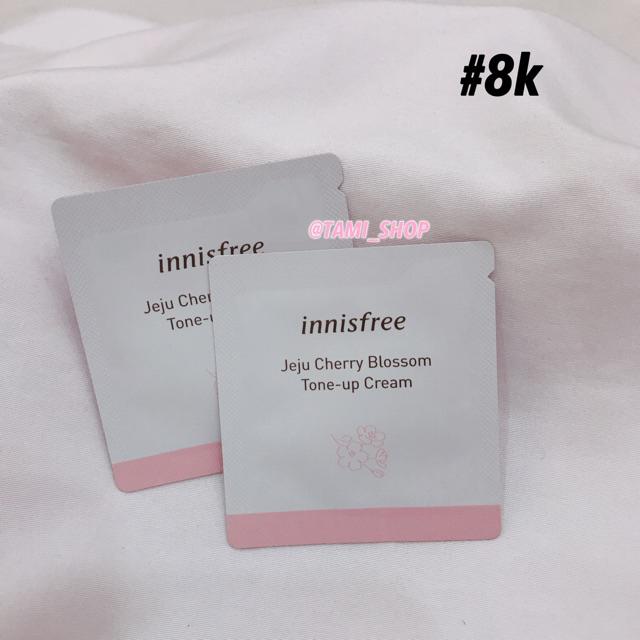 #8k
@TAMI_SHOP
innisfree
Jeju Cher
Tone-u
innisfree
Jeju Cherry Blossom
Tone-up Cream